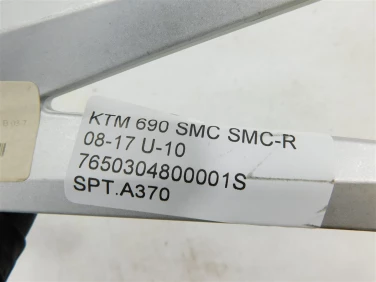 KTM 690 SMC SMC-R
08-17 U-10
7650304800001S
SPT.A370